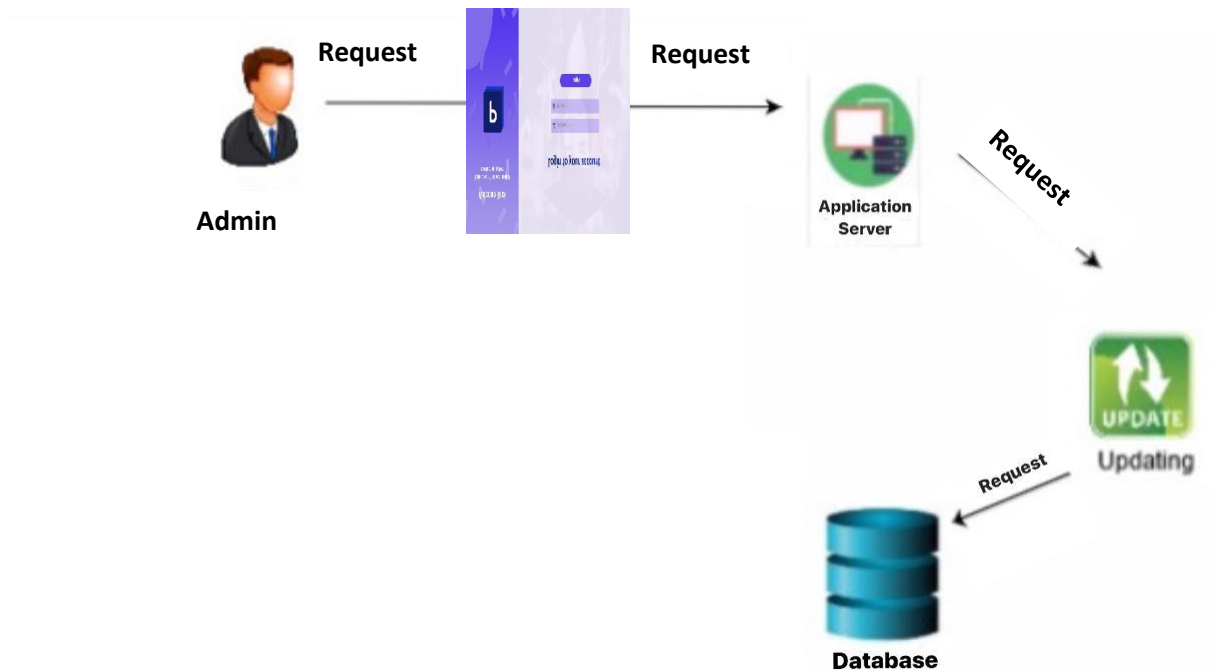 Request
Request
Admin
Application
Server
Request
UPDATE
Updating
Request
Database